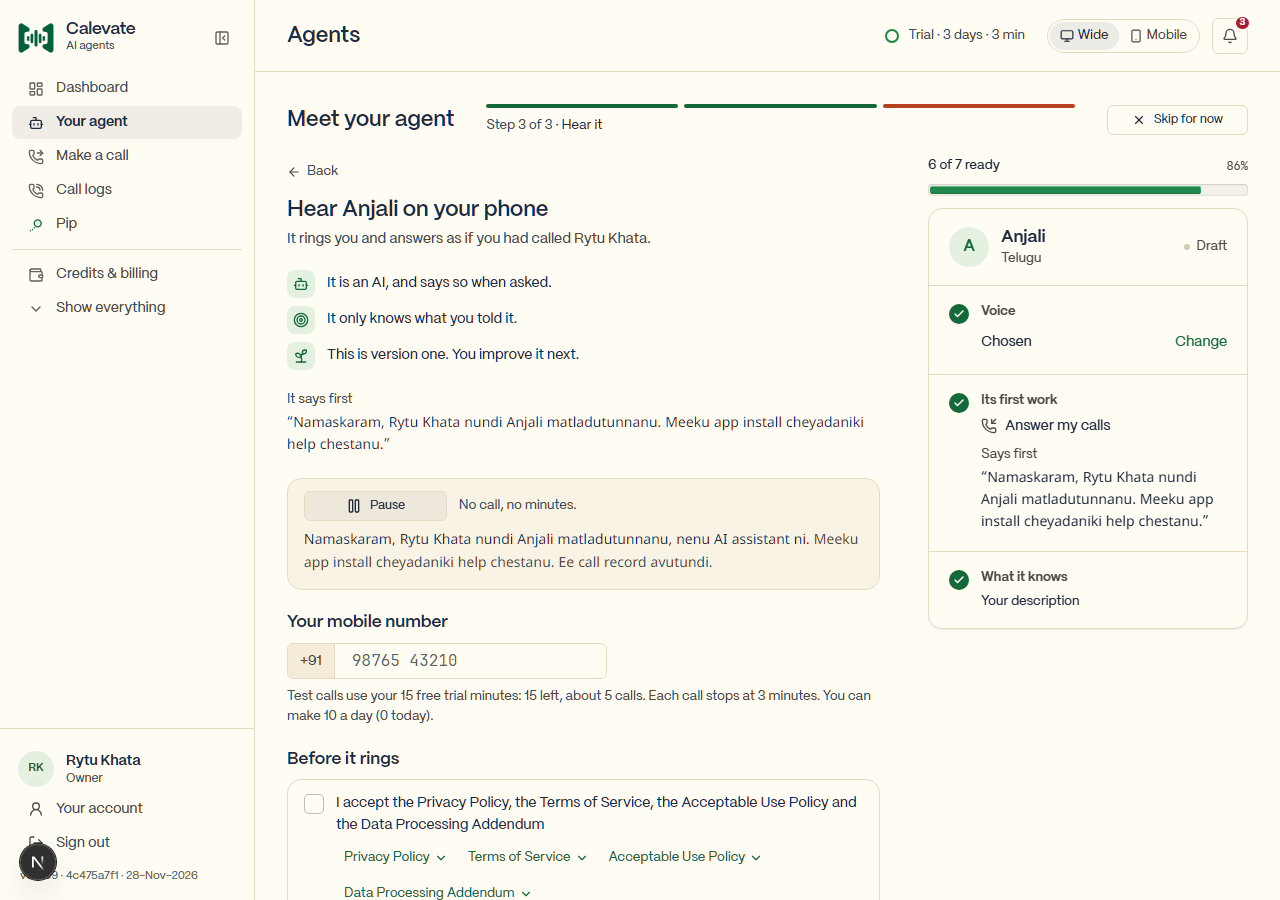 Calevate
AI agents
Dashboard
Your agent
Make a call
Call logs
Pip
Credits & billing
Show everything
Rytu Khata
RK
Owner
Your account
Sign out
N
9 · 4c475a7f1 · 28-Nov-2026
Agents
Trial · 3 days · 3 min
Wide
Mobile
3
Meet your agent
Step 3 of 3 · Hear it
Skip for now
Back
Hear Anjali on your phone
It rings you and answers as if you had called Rytu Khata.
It is an AI, and says so when asked.
It only knows what you told it.
This is version one. You improve it next.
It says first
“Namaskaram, Rytu Khata nundi Anjali matladutunnanu. Meeku app install cheyadaniki
help chestanu.”
Pause
No call, no minutes.
Namaskaram, Rytu Khata nundi Anjali matladutunnanu, nenu AI assistant ni. Meeku
app install cheyadaniki help chestanu. Ee call record avutundi.
Your mobile number
+91
98765 43210
Test calls use your 15 free trial minutes: 15 left, about 5 calls. Each call stops at 3 minutes. You can
make 10 a day (0 today).
Before it rings
I accept the Privacy Policy, the Terms of Service, the Acceptable Use Policy and
the Data Processing Addendum
Privacy Policy
Terms of Service
Acceptable Use Policy
Data Processing Addendum
6 of 7 ready
86%
A
Anjali
Telugu
Draft
Voice
Chosen
Change
Its first work
Answer my calls
Says first
“Namaskaram, Rytu Khata nundi
Anjali matladutunnanu. Meeku app
install cheyadaniki help chestanu.”
What it knows
Your description